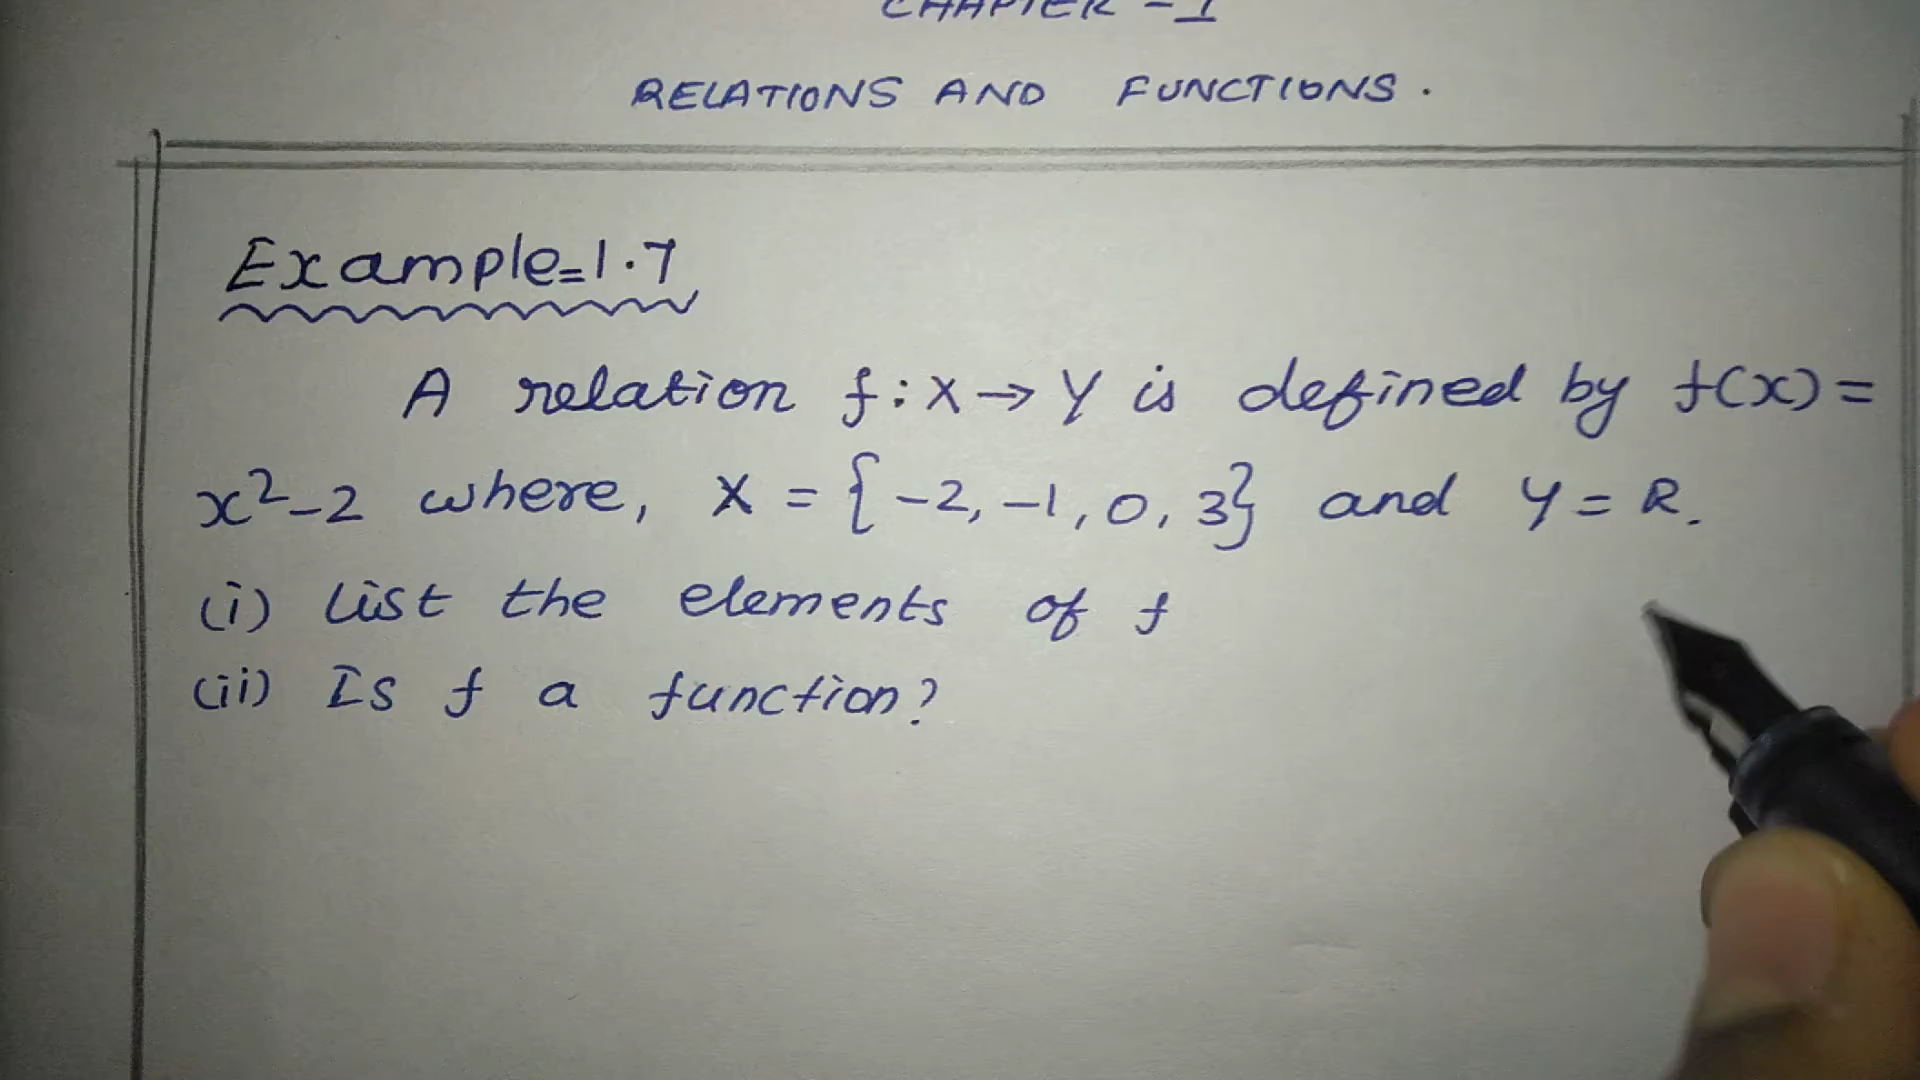 CHAPTER - I
RELATIONS AND FUNCTIONS.
Example=1.7
A relation f: X → Y is defined by f(x) =
x²-2 where, X = {-2, -1, 0, 3} and Y = R.
(i) List the elements of f
(ii) Is f a function?